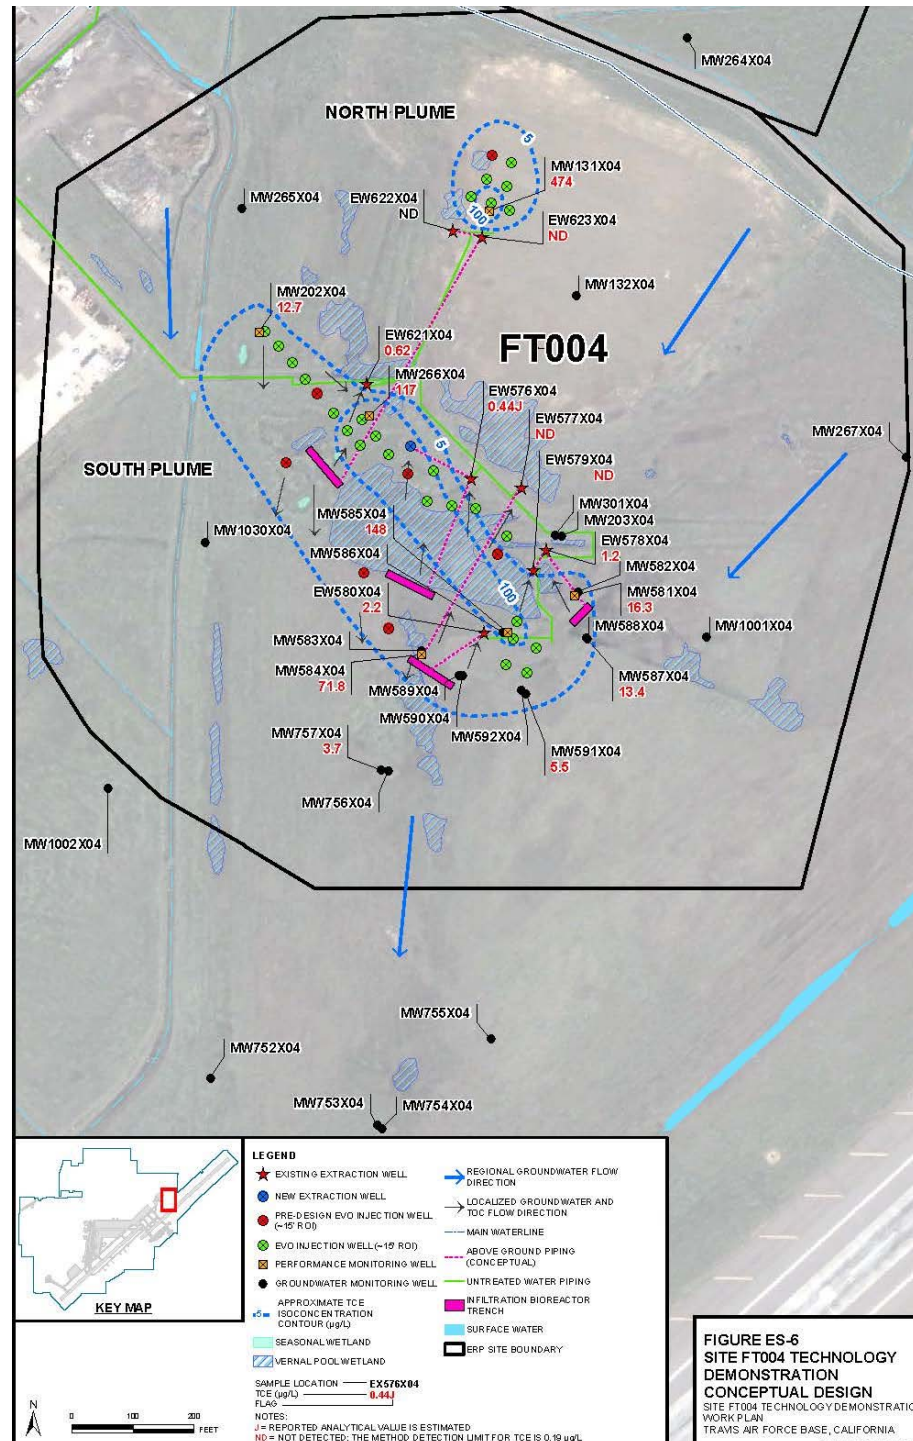 MW264X04
NORTH PLUME
5
MW131X04
474
MW265X04
EW622X04
ND
100
EW623X04
ND
MW132X04
MW202X04
12.7
EW621X04
0.62
FT004
MW266X04
117
EW576X04
0.44J
EW577X04
ND
5
MW267X04
SOUTH PLUME
EW579X04
ND
MW585X04
148
MW301X04
MW203X04
MW1030X04
EW578X04
1.2
MW586X04
MW582X04
EW580X04
2.2
100
MW581X04
16.3
MW583X04
MW588X04
MW1001X04
MW584X04
71.8
MW589X04
MW587X04
13.4
MW590X04
MW757X04
3.7
MW592X04
MW591X04
5.5
MW756X04
MW1002X04
MW755X04
MW752X04
MW753X04
MW754X04
KEY MAP
LEGEND
EXISTING EXTRACTION WELL
NEW EXTRACTION WELL
PRE-DESIGN EVO INJECTION WELL
(~15' ROI)
EVO INJECTION WELL (~15' ROI)
PERFORMANCE MONITORING WELL
GROUNDWATER MONITORING WELL
5
APPROXIMATE TCE
ISOCONCENTRATION
CONTOUR (µg/L)
SEASONAL WETLAND
VERNAL POOL WETLAND
REGIONAL GROUNDWATER FLOW
DIRECTION
LOCALIZED GROUNDWATER AND
TOC FLOW DIRECTION
MAIN WATERLINE
ABOVE GROUND PIPING
(CONCEPTUAL)
UNTREATED WATER PIPING
INFILTRATION BIOREACTOR
TRENCH
SURFACE WATER
ERP SITE BOUNDARY
SAMPLE LOCATION EX576X04
TCE (µg/L) 0.44J
FLAG
NOTES:
J = REPORTED ANALYTICAL VALUE IS ESTIMATED
ND = NOT DETECTED; THE METHOD DETECTION LIMIT FOR TCE IS 0.19 µg/L
N
0 100 200
FEET
FIGURE ES-6
SITE FT004 TECHNOLOGY
DEMONSTRATION
CONCEPTUAL DESIGN
SITE FT004 TECHNOLOGY DEMONSTRATIO
WORK PLAN
TRAVIS AIR FORCE BASE, CALIFORNIA